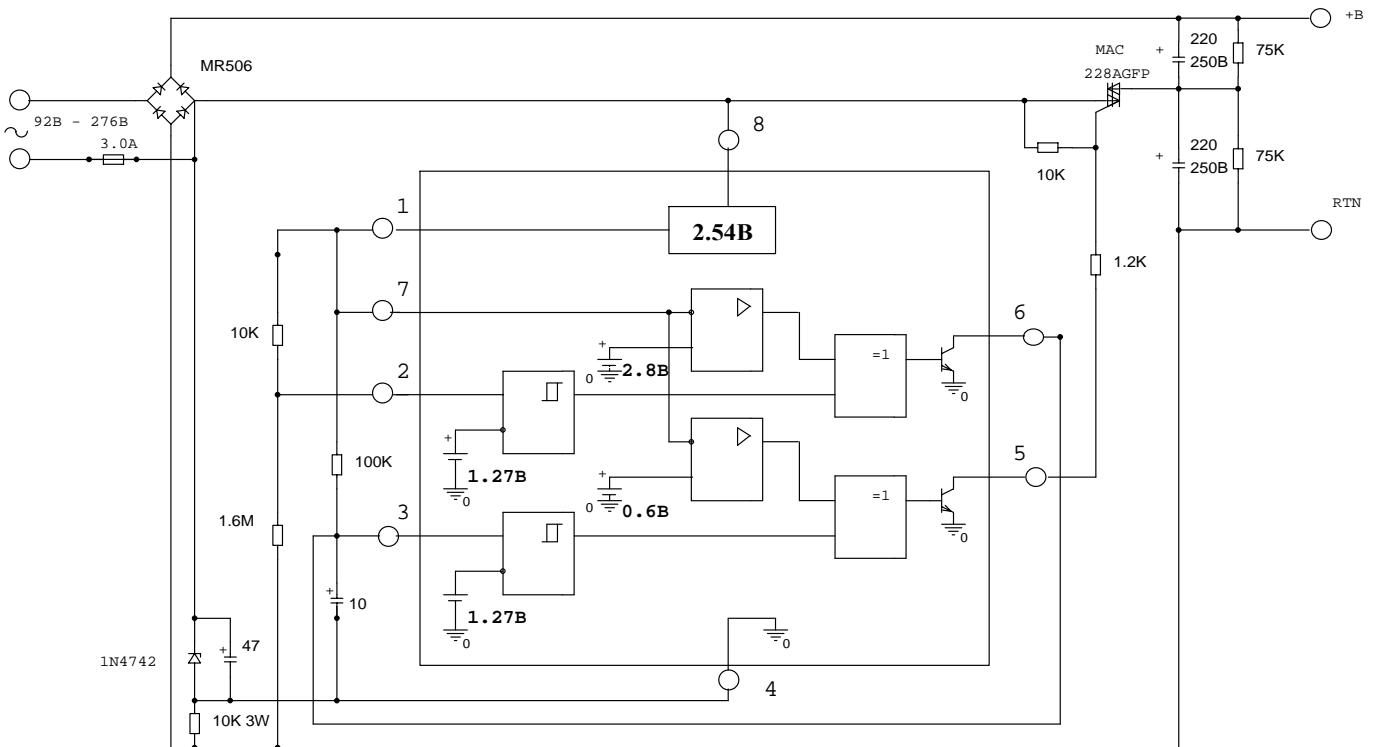 +B
220
250B
75K
MAC
228AGFP
MR506
92B - 276B
3.0A
8
10K
220
250B
75K
1
2.54B
RTN
1.2K
7
6
10K
=1
+
2.8B
0
0
2
+
1.27B
0
100K
5
=1
+
0.6B
0
0
1.6M
3
+
10
+
1.27B
0
0
47
+
1N4742
4
10K 3W
+
+